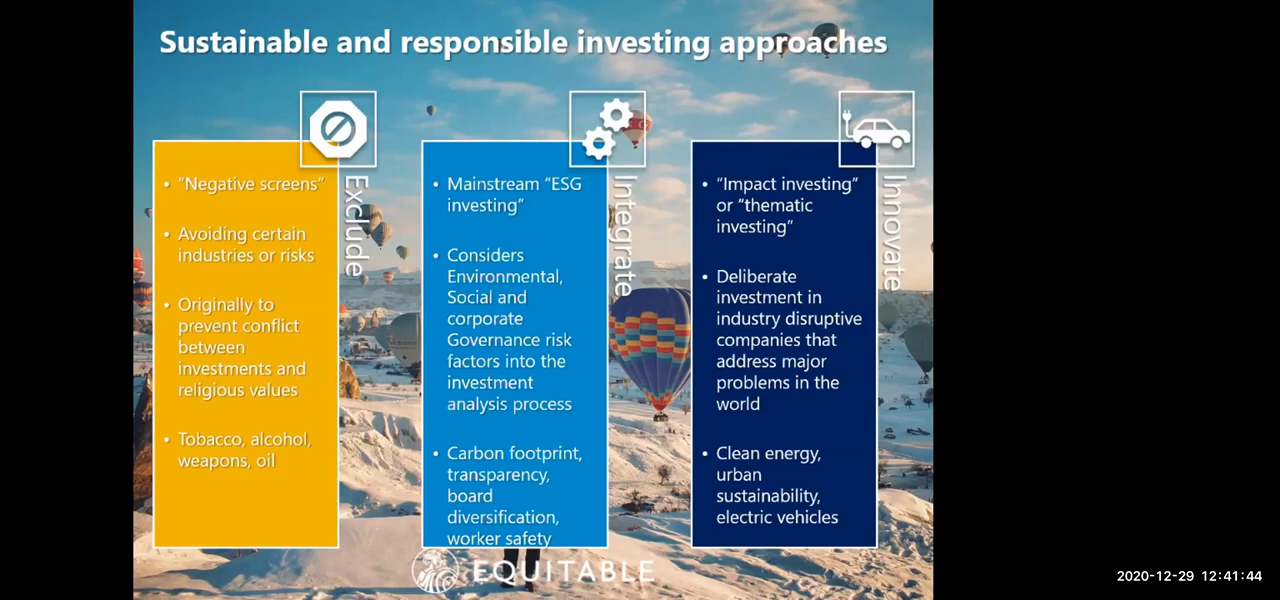 Sustainable and responsible investing approaches
• “Negative screens”
• Avoiding certain
industries or risks
• Originally to
prevent conflict
between
investments and
religious values
• Tobacco, alcohol,
weapons, oil
Exclude
• Mainstream “ESG
investing”
• Considers
Environmental,
Social and
corporate
Governance risk
factors into the
investment
analysis process
• Carbon footprint,
transparency,
board
diversification,
worker safety
Integrate
• “Impact investing”
or “thematic
investing”
• Deliberate
investment in
industry disruptive
companies that
address major
problems in the
world
• Clean energy,
urban
sustainability,
electric vehicles
Innovate
EQUITABLE
2020-12-29 12:41:44